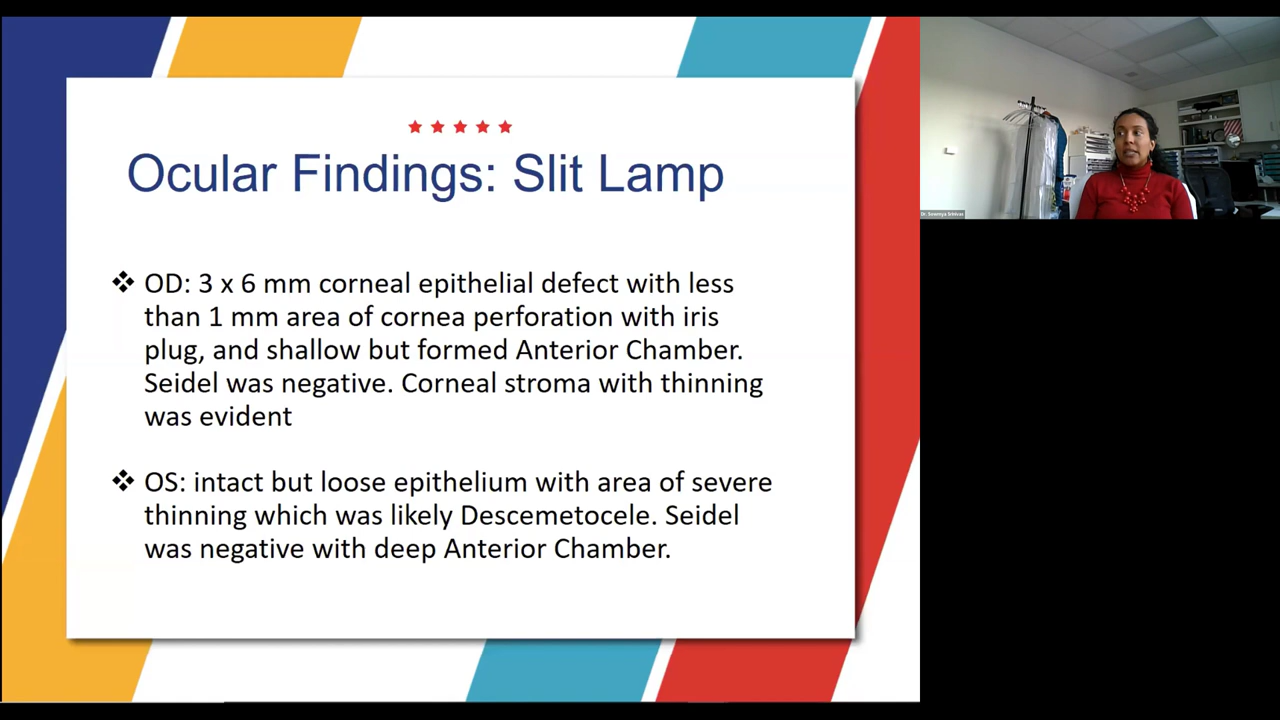 Ocular Findings: Slit Lamp
❖ OD: 3 x 6 mm corneal epithelial defect with less
than 1 mm area of cornea perforation with iris
plug, and shallow but formed Anterior Chamber.
Seidel was negative. Corneal stroma with thinning
was evident
❖ OS: intact but loose epithelium with area of severe
thinning which was likely Descemetocele. Seidel
was negative with deep Anterior Chamber.
Dr.